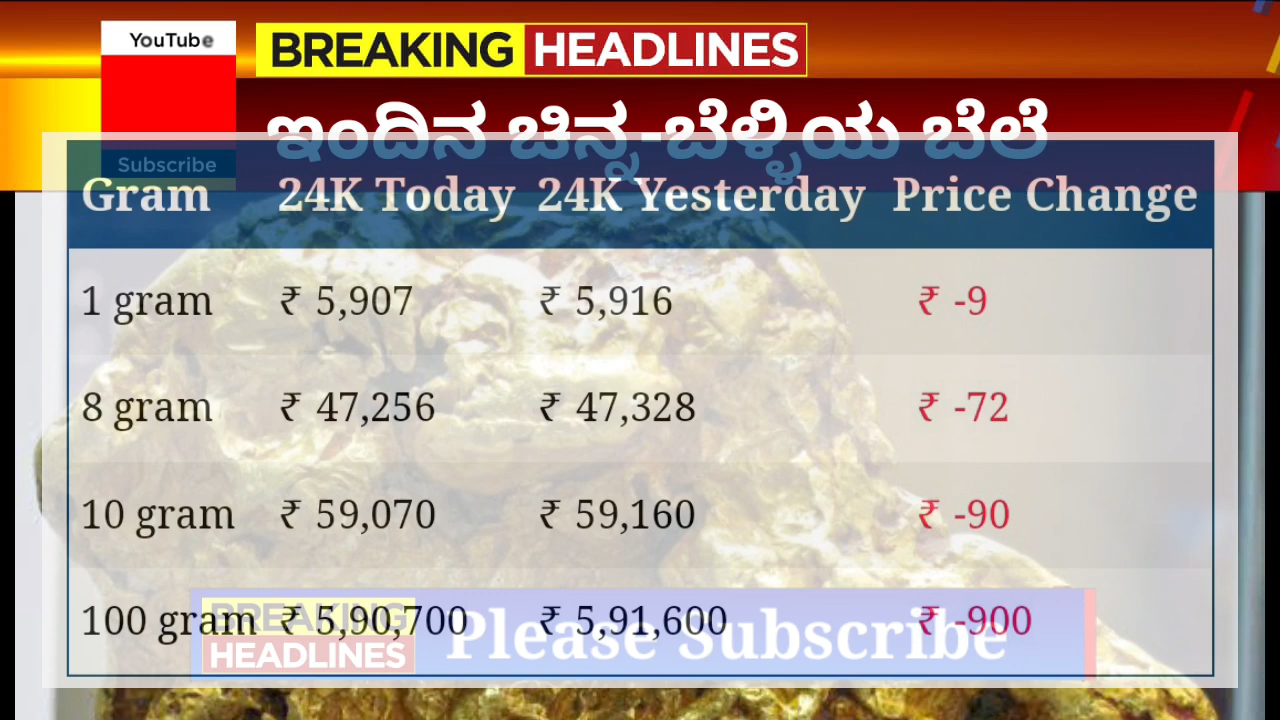 YouTube
BREAKING HEADLINES
ಇಂದಿನ ಚಿನ್ನ-ಬೆಳ್ಳಿಯ ಬೆಲೆ
Subscribe
Gram 24K Today 24K Yesterday Price Change
1 gram ₹ 5,907 ₹ 5,916 ₹ -9
8 gram ₹ 47,256 ₹ 47,328 ₹ -72
10 gram ₹ 59,070 ₹ 59,160 ₹ -90
100 gram ₹ 5,90,700 ₹ 5,91,600 ₹ -900
BREAKING
HEADLINES
Please Subscribe